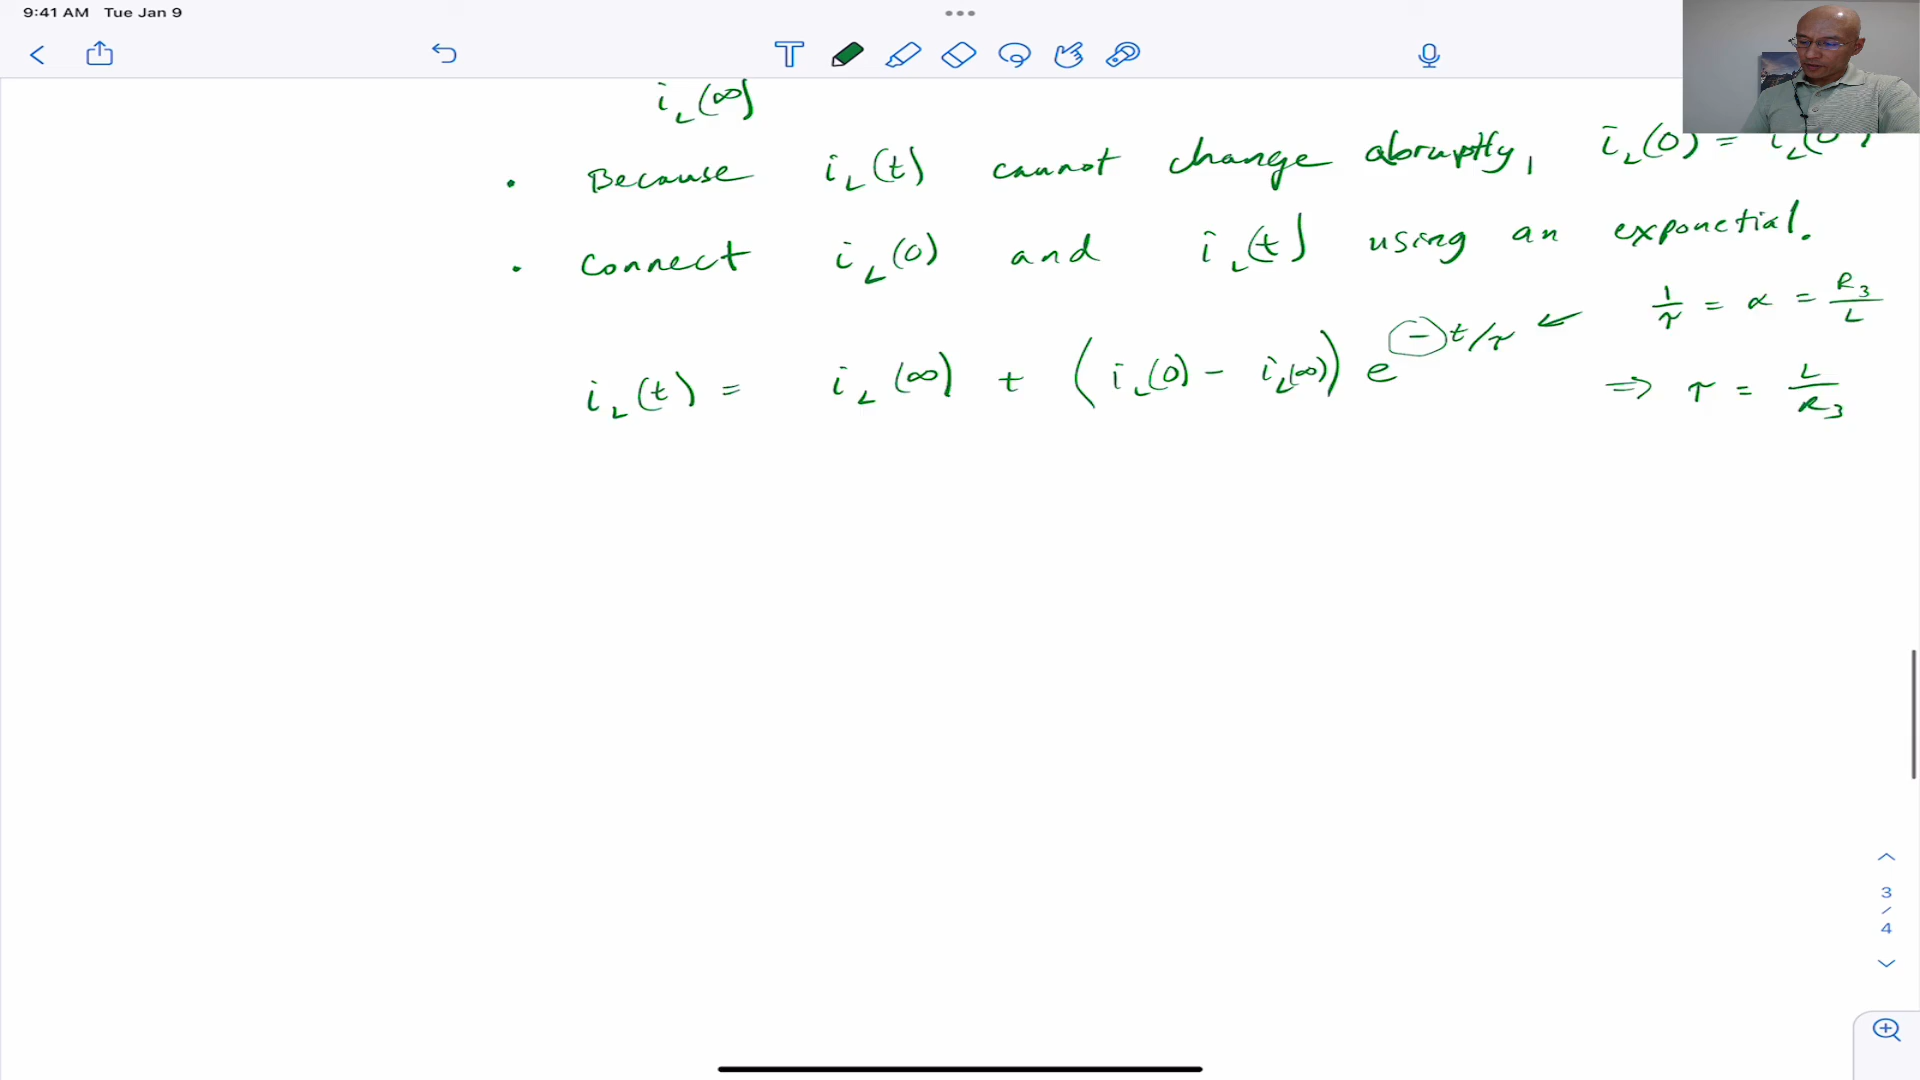 9:41 AM Tue Jan 9
i_L(∞)
• Because i_L(t) cannot change abruptly, i_L(0) = i_L(0
• Connect i_L(0) and i_L(t) using an exponctial.
1/τ = α = R_3/L
i_L(t) = i_L(∞) + (i_L(0) - i_L(∞)) e^{-t/τ} ←
⇒ τ = L/R_3
3
/
4